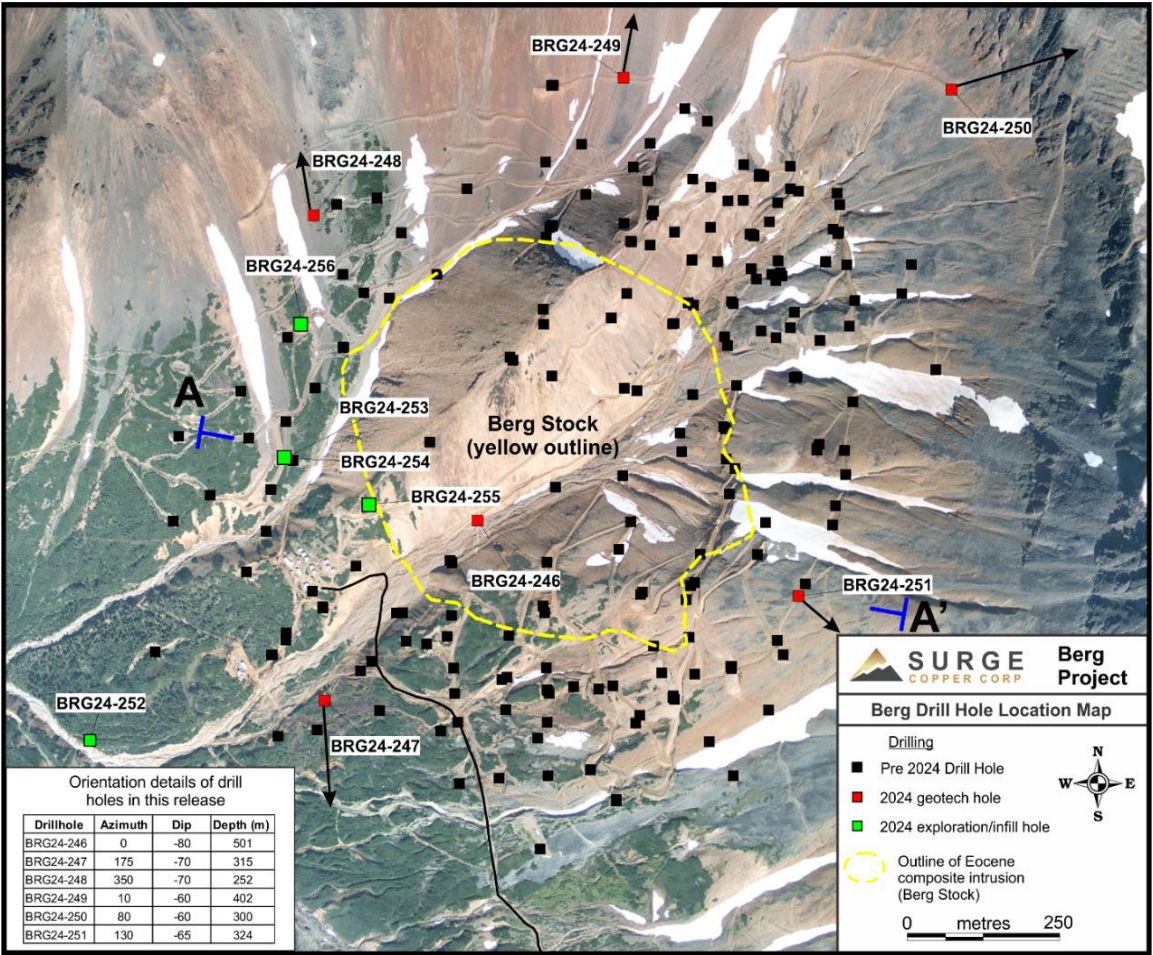 BRG24-249
BRG24-250
BRG24-248
BRG24-256
BRG24-253
A
Berg Stock
(yellow outline)
BRG24-254
BRG24-255
BRG24-246
BRG24-251
A'
BRG24-252
BRG24-247
Orientation details of drill
holes in this release
Drillhole Azimuth Dip Depth (m)
BRG24-246 0 -80 501
BRG24-247 175 -70 315
BRG24-248 350 -70 252
BRG24-249 10 -60 402
BRG24-250 80 -60 300
BRG24-251 130 -65 324
SURGE
COPPER CORP
Berg
Project
Berg Drill Hole Location Map
Drilling
Pre 2024 Drill Hole
2024 geotech hole
2024 exploration/infill hole
Outline of Eocene
composite intrusion
(Berg Stock)
N
W E
S
0 metres 250